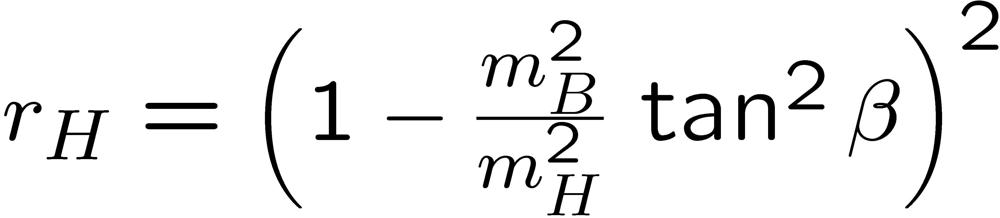 r_H = \left( 1 - \frac{m_B^2}{m_H^2} \tan^2 \beta \right)^2